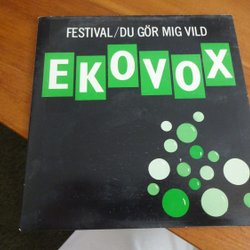 FESTIVAL/DU GÖR MIG VILD
EKOVOX